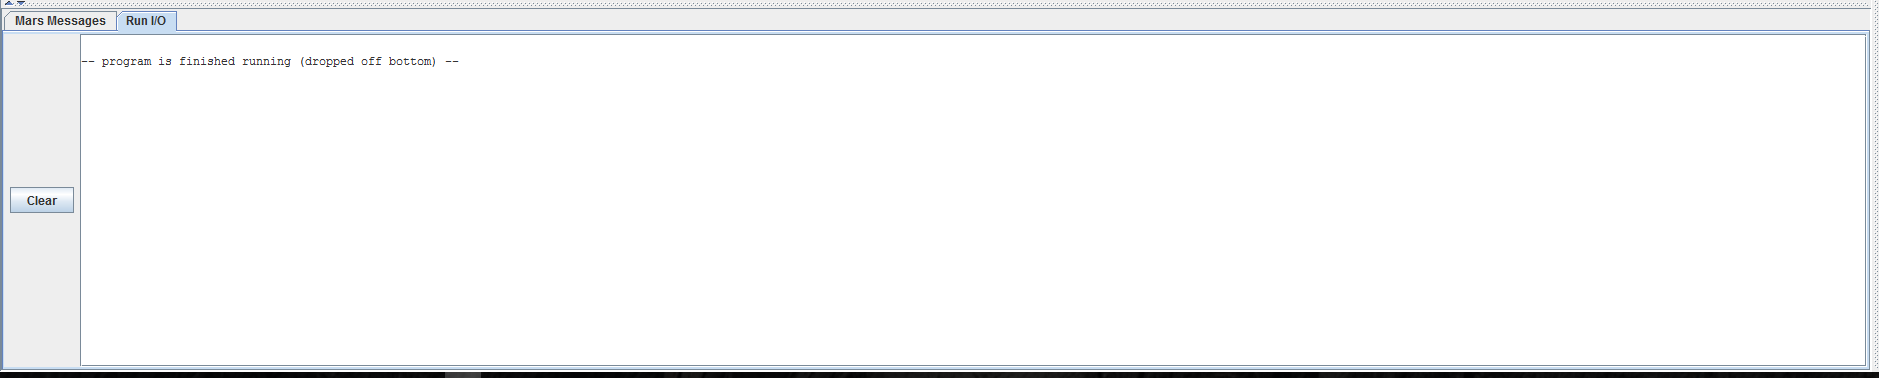 Mars Messages Run I/O
-- program is finished running (dropped off bottom) --
Clear